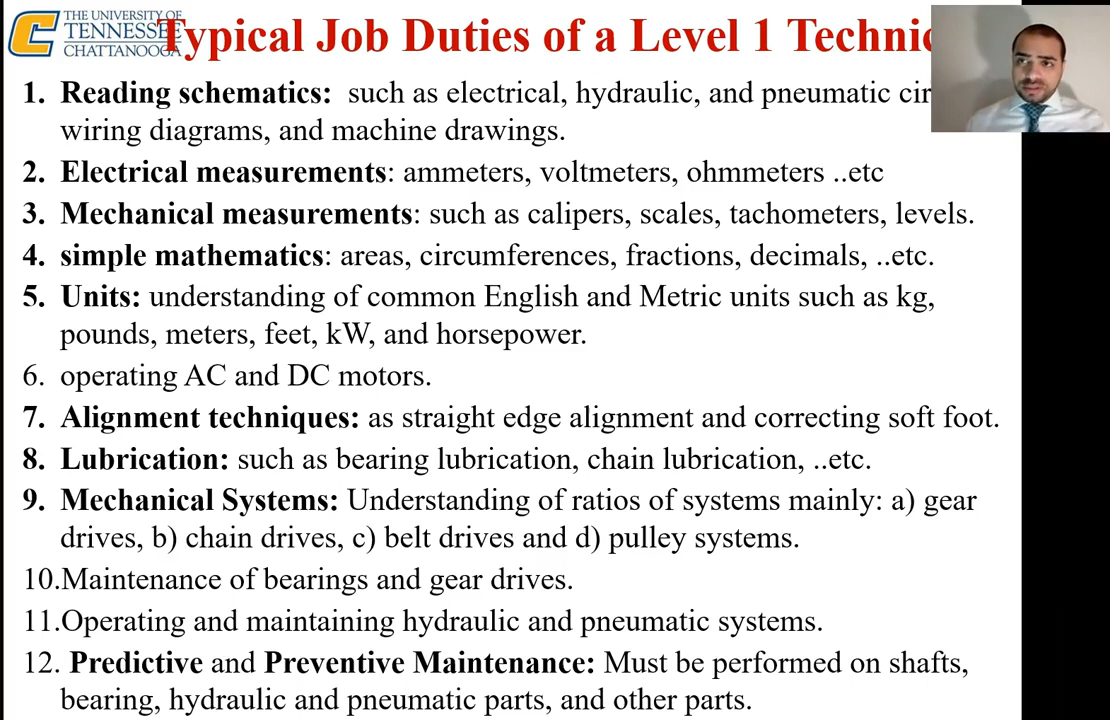 THE UNIVERSITY OF
TENNESSEE
CHATTANOOGA
Typical Job Duties of a Level 1
1. Reading schematics: such as electrical, hydraulic, and pneumatic
wiring diagrams, and machine drawings.
2. Electrical measurements: ammeters, voltmeters, ohmmeters ..etc
3. Mechanical measurements: such as calipers, scales, tachometers, levels.
4. simple mathematics: areas, circumferences, fractions, decimals, ..etc.
5. Units: understanding of common English and Metric units such as kg,
pounds, meters, feet, kW, and horsepower.
6. operating AC and DC motors.
7. Alignment techniques: as straight edge alignment and correcting soft foot.
8. Lubrication: such as bearing lubrication, chain lubrication, ..etc.
9. Mechanical Systems: Understanding of ratios of systems mainly: a) gear
drives, b) chain drives, c) belt drives and d) pulley systems.
10.Maintenance of bearings and gear drives.
11.Operating and maintaining hydraulic and pneumatic systems.
12. Predictive and Preventive Maintenance: Must be performed on shafts,
bearing, hydraulic and pneumatic parts, and other parts.